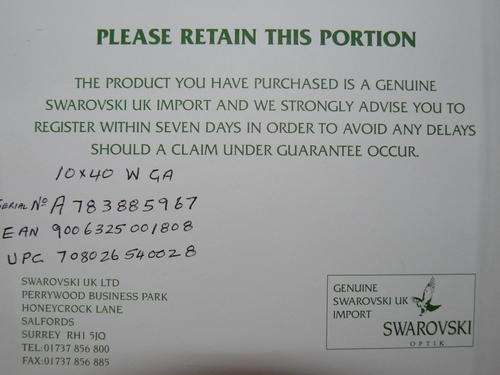 PLEASE RETAIN THIS PORTION
THE PRODUCT YOU HAVE PURCHASED IS A GENUINE
SWAROVSKI UK IMPORT AND WE STRONGLY ADVISE YOU TO
REGISTER WITHIN SEVEN DAYS IN ORDER TO AVOID ANY DELAYS
SHOULD A CLAIM UNDER GUARANTEE OCCUR.
10x40 W GA
SERIAL No A783885967
EAN 9006325001808
UPC 708026540028
SWAROVSKI UK LTD
PERRYWOOD BUSINESS PARK
HONEYCROCK LANE
SALFORDS
SURREY RH1 5JQ
TEL:01737 856 800
FAX:01737 856 885
GENUINE
SWAROVSKI UK
IMPORT
SWAROVSKI
OPTIK